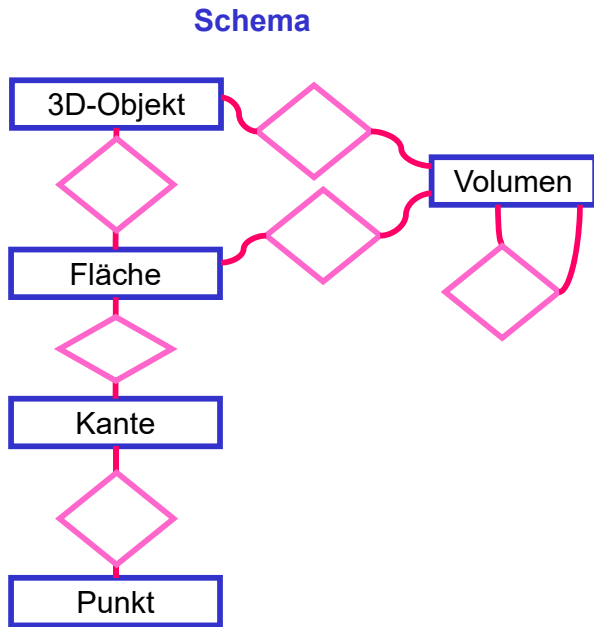 Schema
3D-Objekt
Volumen
Fläche
Kante
Punkt